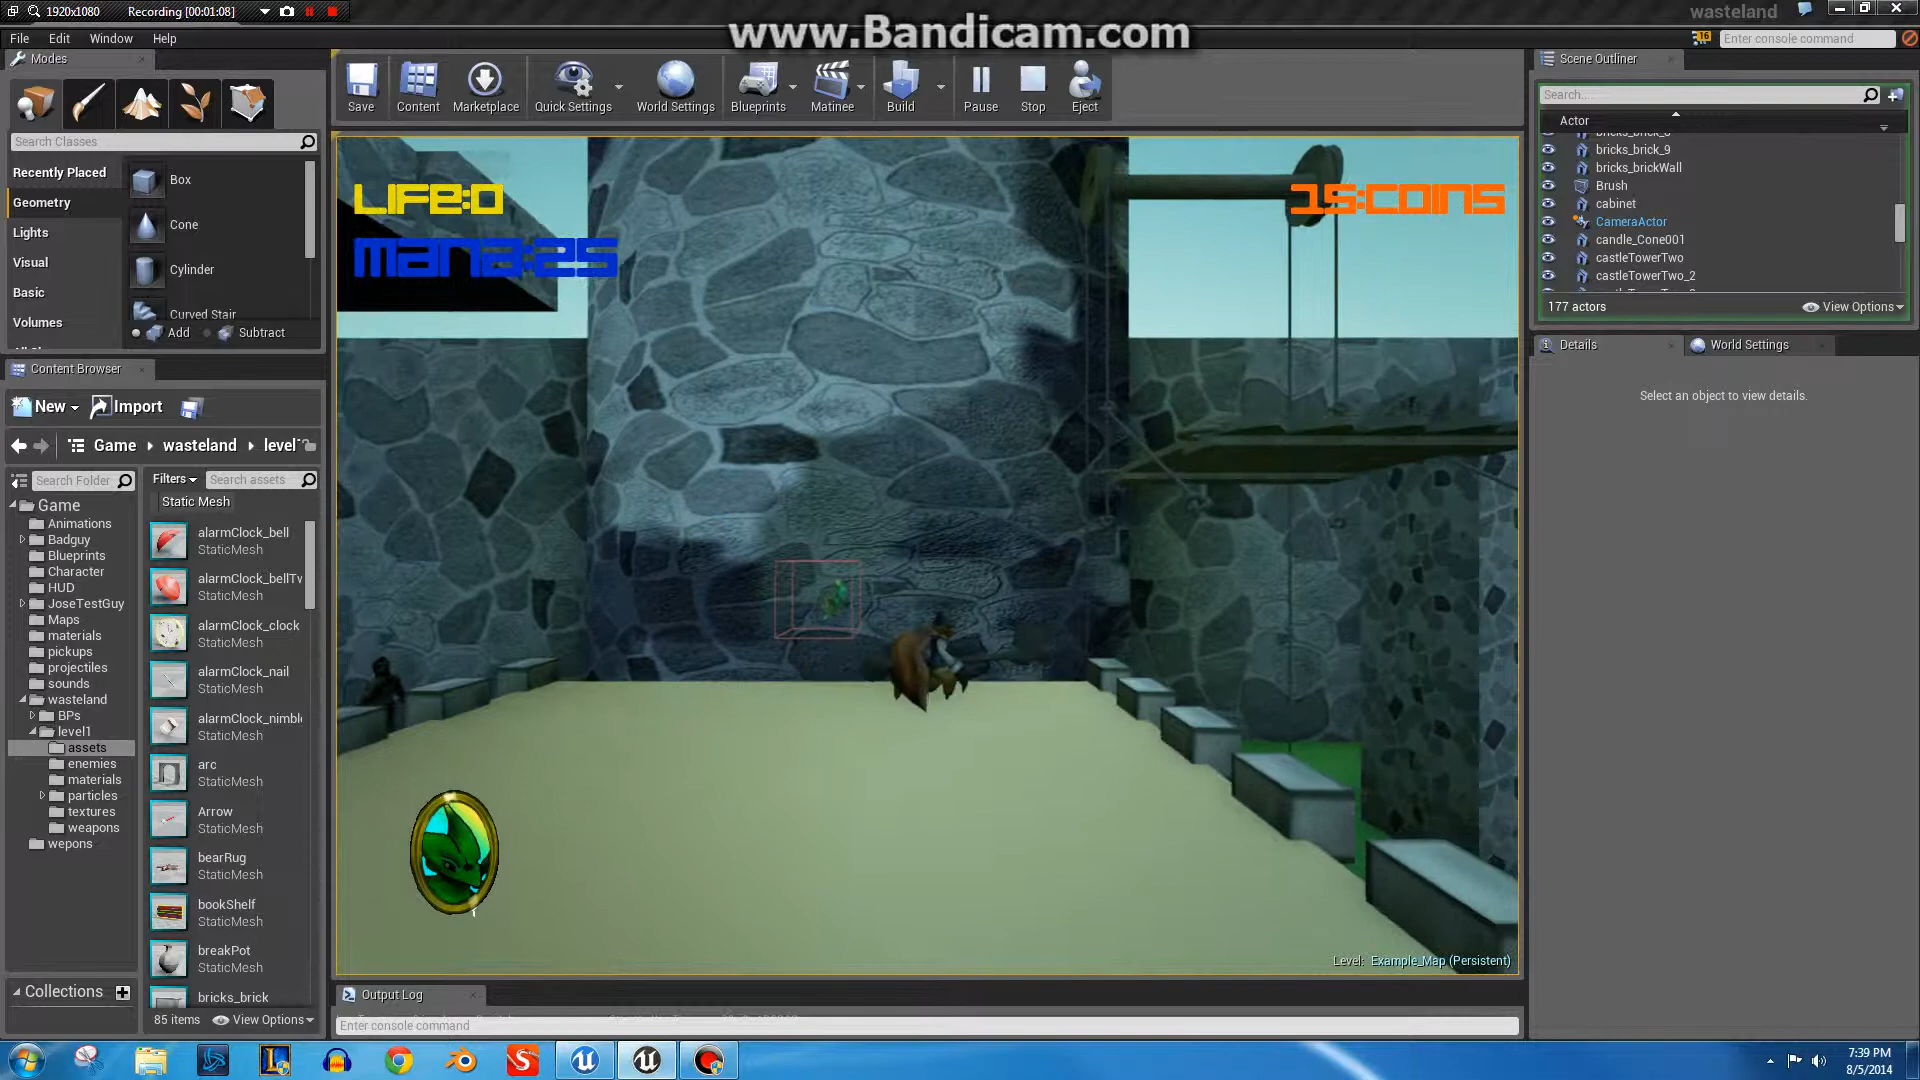 1920x1080 Recording [00:01:08]
www.Bandicam.com
wasteland
File Edit Window Help
16 Enter console command
Modes
Save Content Marketplace Quick Settings World Settings Blueprints Matinee Build Pause Stop Eject
Search Classes
Recently Placed
Geometry
Lights
Visual
Basic
Volumes
Box
Cone
Cylinder
Curved Stair
Add Subtract
Content Browser
New Import
Game wasteland level
Search Folder
Filters Search assets
Static Mesh
Game
Animations
Badguy
Blueprints
Character
HUD
JoseTestGuy
Maps
materials
pickups
projectiles
sounds
wasteland
BPs
level1
assets
enemies
materials
particles
textures
weapons
wepons
alarmClock_bell
StaticMesh
alarmClock_bellTv
StaticMesh
alarmClock_clock
StaticMesh
alarmClock_nail
StaticMesh
alarmClock_nimbl
StaticMesh
arc
StaticMesh
Arrow
StaticMesh
bearRug
StaticMesh
bookShelf
StaticMesh
breakPot
StaticMesh
bricks_brick
Collections
85 items View Options
Life:0
mana:25
15:coins
Level: Example_Map (Persistent)
Output Log
Enter console command
Scene Outliner
Search...
Actor
bricks_brick_9
bricks_brickWall
Brush
cabinet
CameraActor
candle_Cone001
castleTowerTwo
castleTowerTwo_2
177 actors View Options
Details World Settings
Select an object to view details.
7:39 PM
8/5/2014